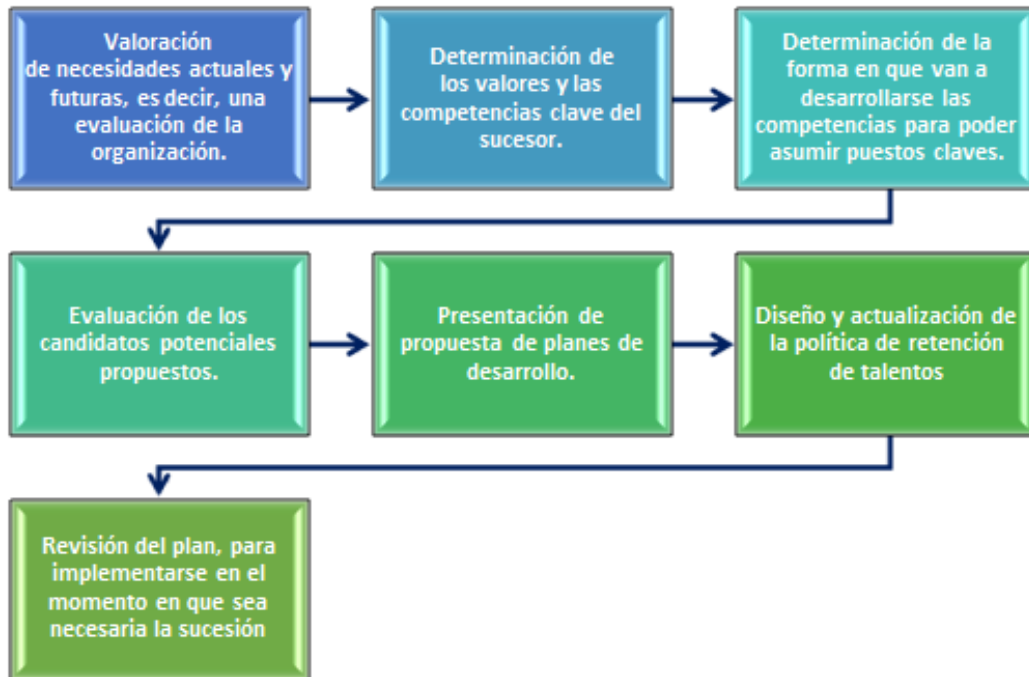 Valoración
de necesidades actuales y
futuras, es decir, una
evaluación de la
organización.
Determinación de
los valores y las
competencias clave del
sucesor.
Determinación de la
forma en que van a
desarrollarse las
competencias para poder
asumir puestos claves.
Evaluación de los
candidatos potenciales
propuestos.
Presentación de
propuesta de planes de
desarrollo.
Diseño y actualización de
la política de retención
de talentos
Revisión del plan, para
implementarse en el
momento en que sea
necesaria la sucesión